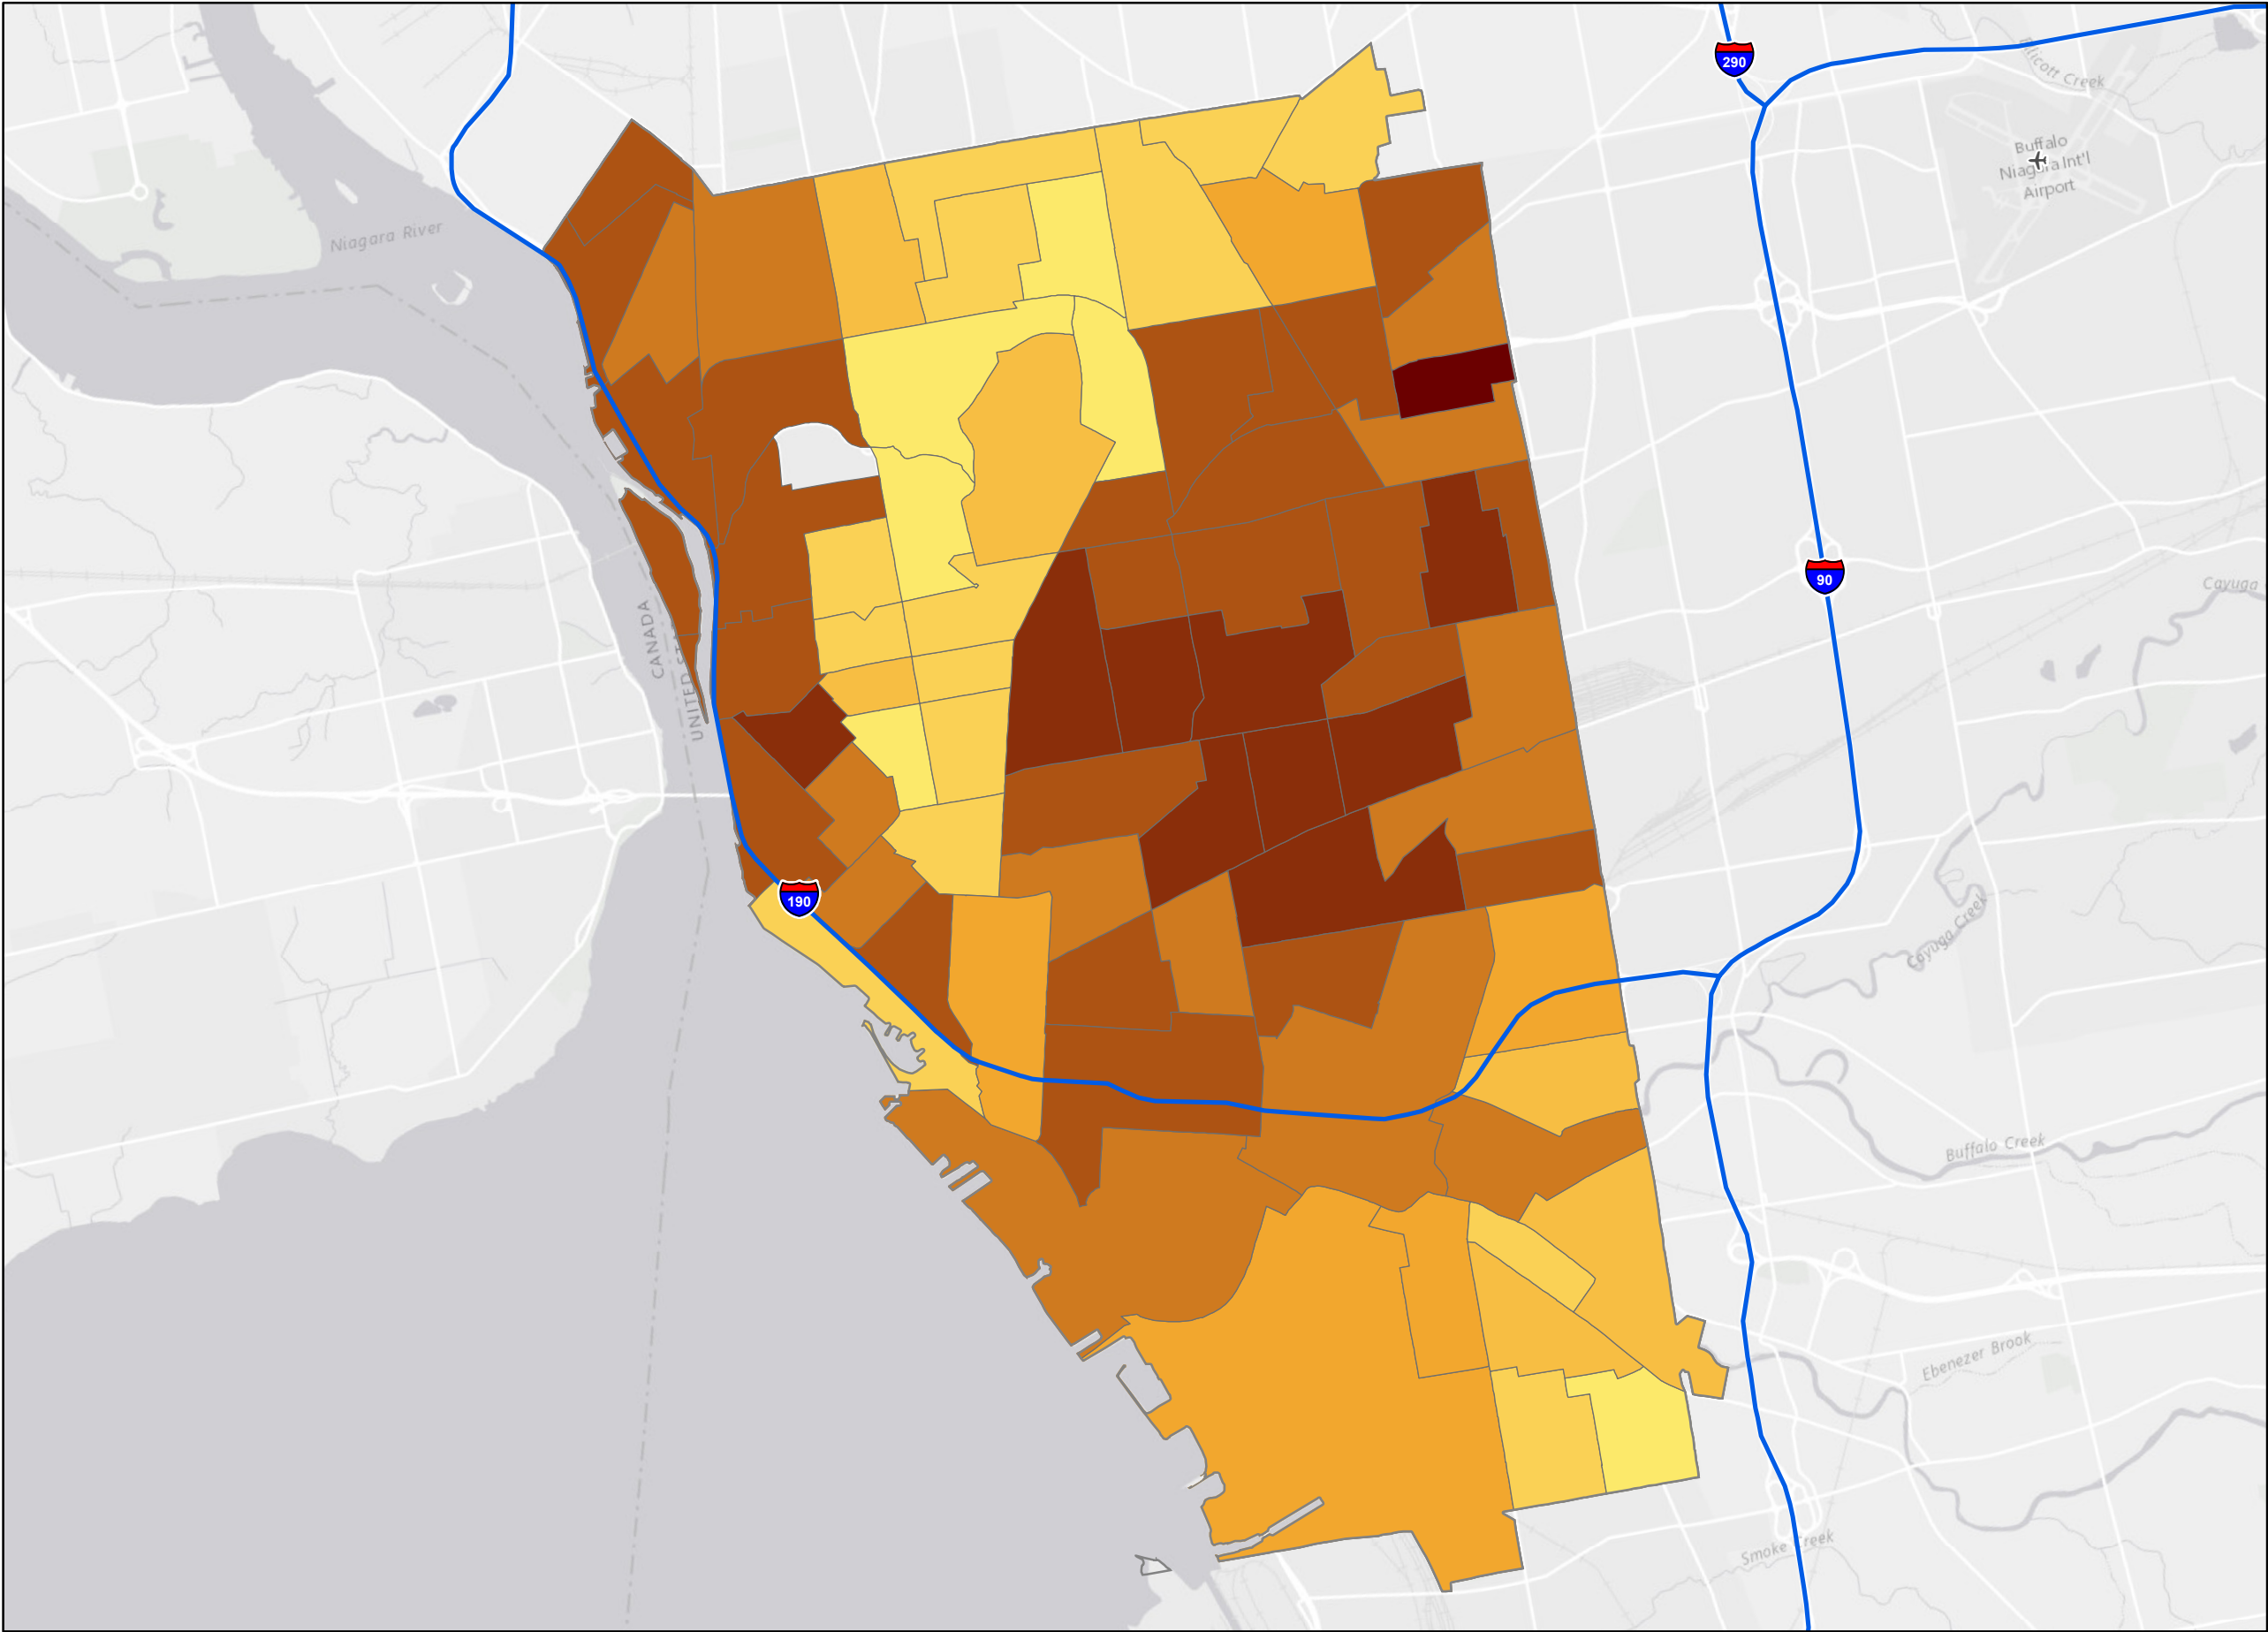 290
Ellicott Creek
Buffalo
Niagara Int'l
Airport
Niagara River
90
Cayuga
CANADA
UNITED ST
190
Cayuga Creek
Buffalo Creek
Ebenezer Brook
Smoke Creek